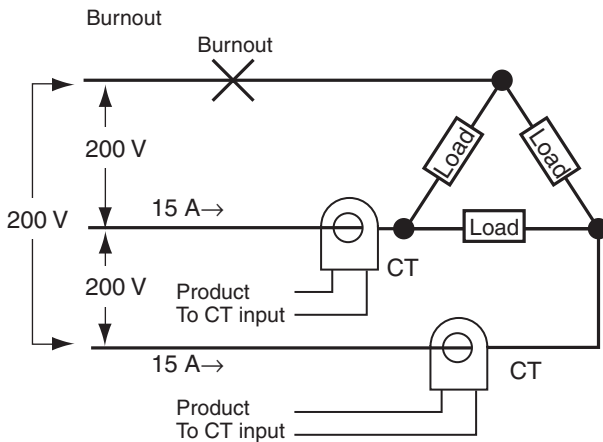 Burnout
Burnout
200 V
Load
Load
200 V
15 A→
Load
200 V
CT
Product
To CT input
15 A→
CT
Product
To CT input